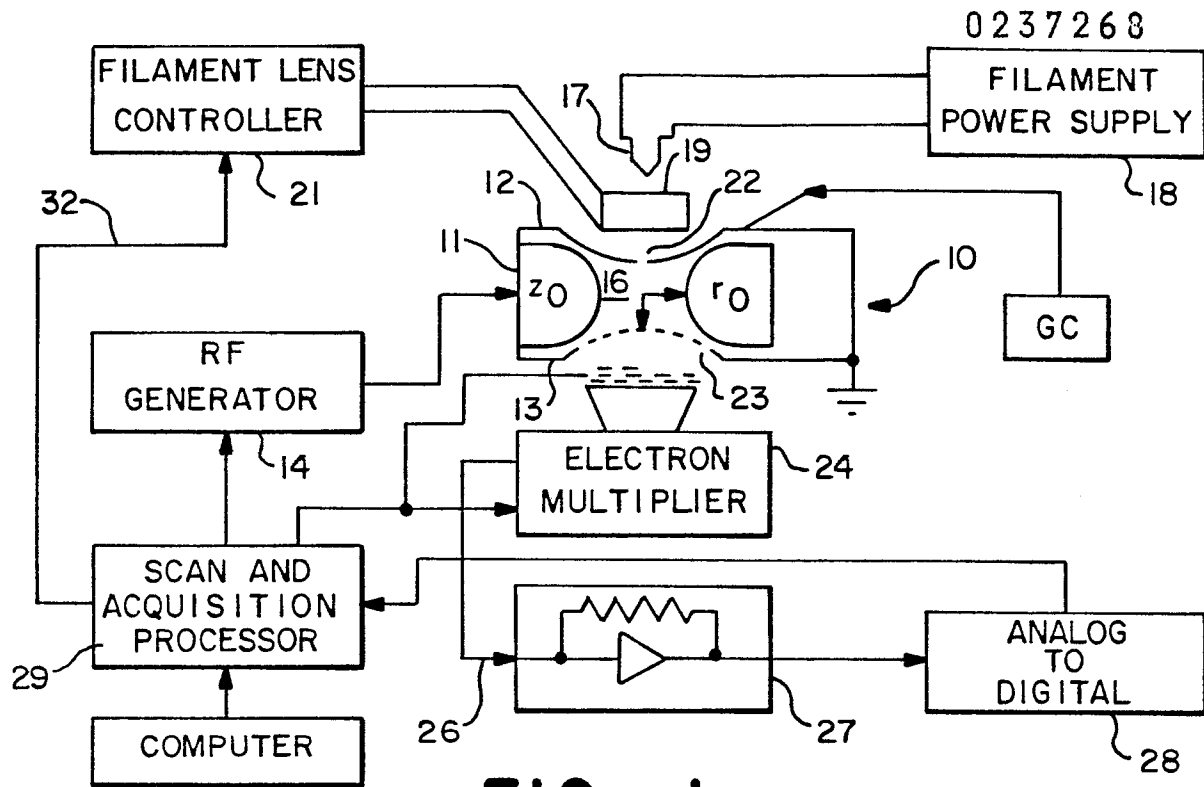 0237268
FILAMENT LENS
CONTROLLER
21
32
17
19
FILAMENT
POWER SUPPLY
18
12
22
11
zO
16
rO
10
GC
13
23
RF
GENERATOR
14
ELECTRON
MULTIPLIER
24
SCAN AND
ACQUISITION
PROCESSOR
29
26
27
ANALOG
TO
DIGITAL
28
COMPUTER